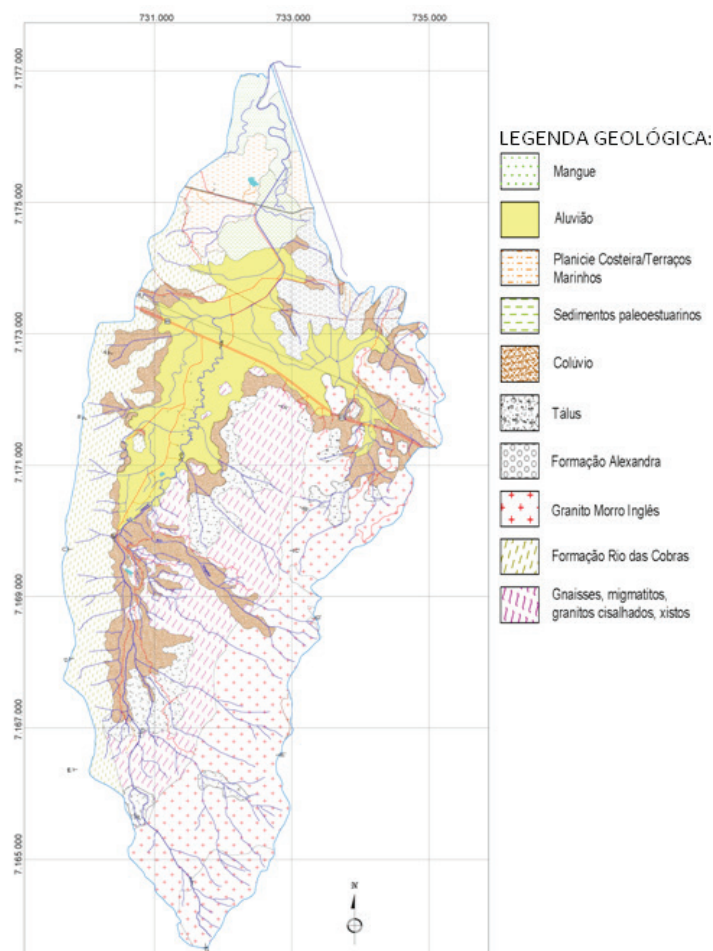 731.000 733.000 735.000
7.177.000
7.175.000
7.173.000
7.171.000
7.169.000
7.167.000
7.165.000
LEGENDA GEOLÓGICA:
Mangue
Aluvião
Planicie Costeira/Terraços
Marinhos
Sedimentos paleoestuarinos
Colúvio
Tálus
Formação Alexandra
Granito Morro Inglês
Formação Rio das Cobras
Gnaisses, migmatitos,
granitos cisalhados, xistos
N